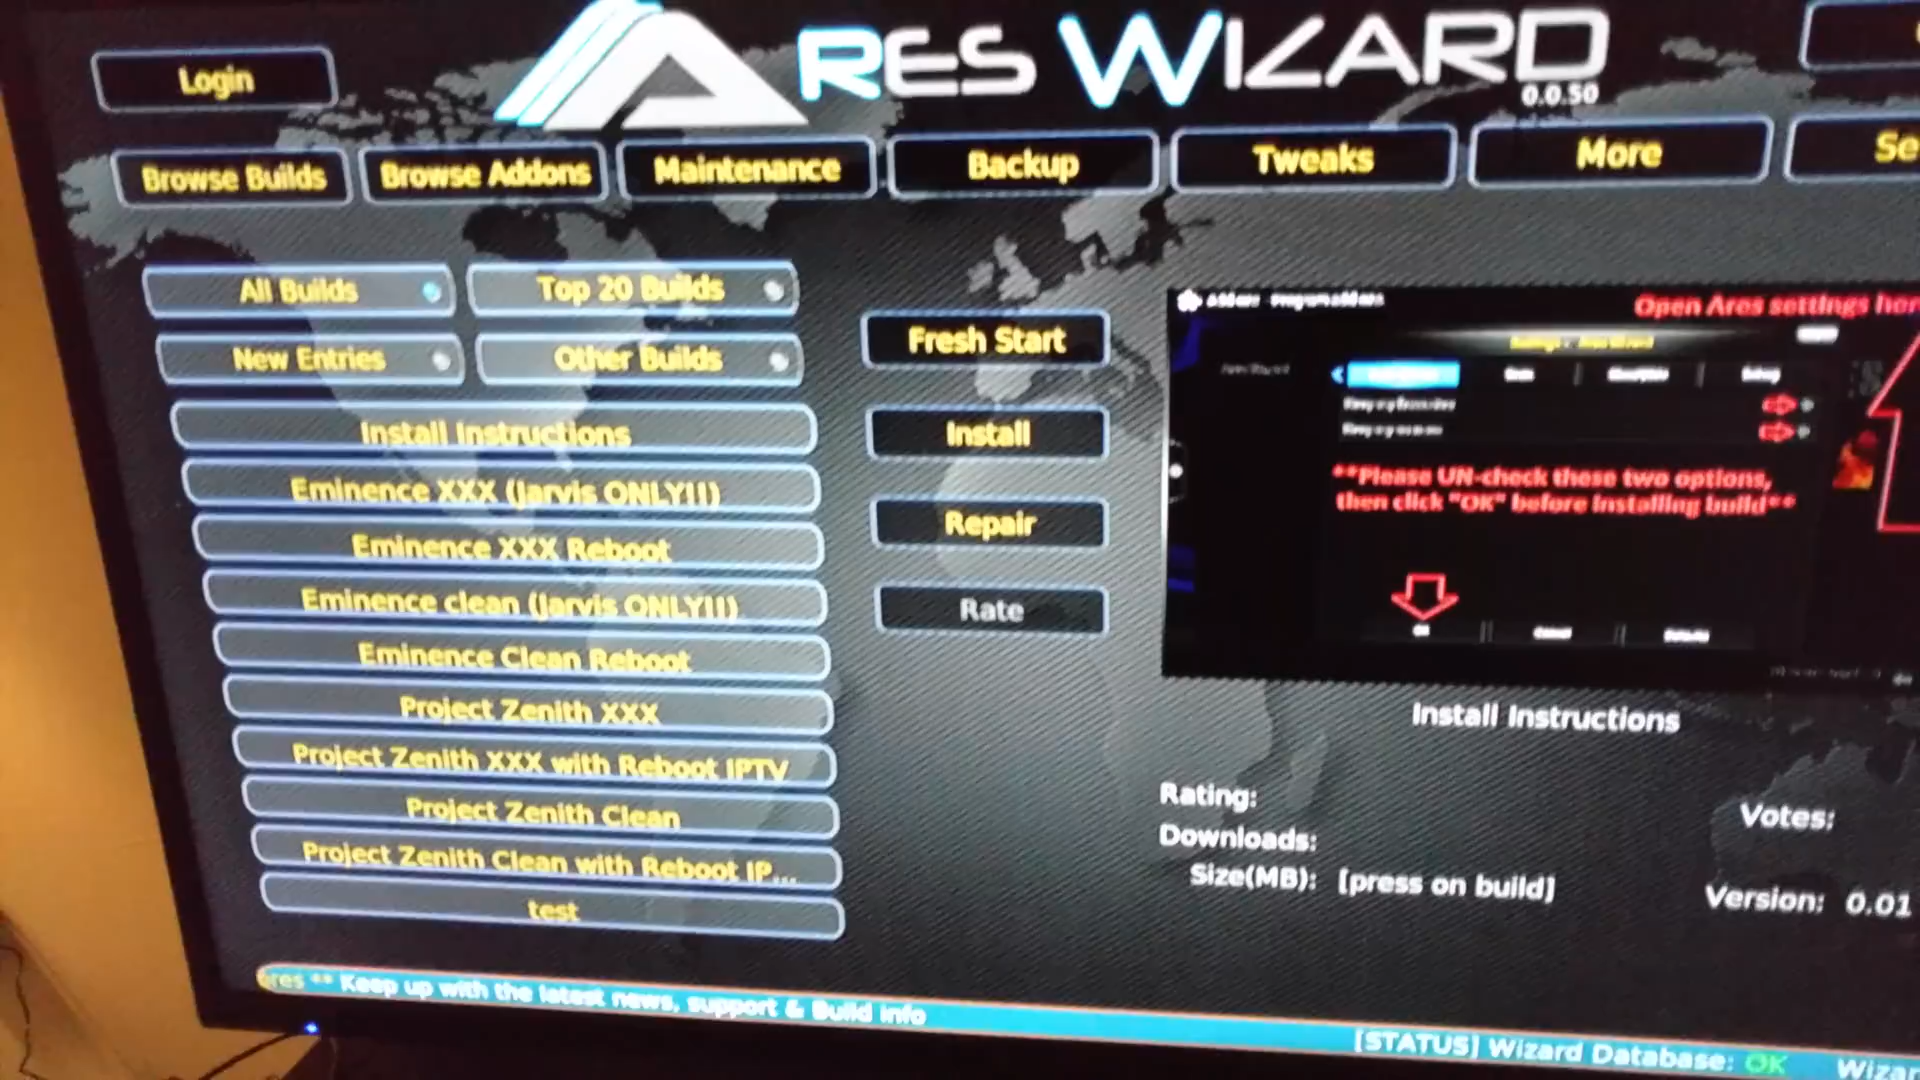 Login
ARES WIZARD
0.0.50
Browse Builds
Browse Addons
Maintenance
Backup
Tweaks
More
Se
All Builds
Top 20 Builds
New Entries
Other Builds
Install Instructions
Eminence XXX (Jarvis ONLY!!)
Eminence XXX Reboot
Eminence clean (Jarvis ONLY!!)
Eminence Clean Reboot
Project Zenith XXX
Project Zenith XXX with Reboot IPTV
Project Zenith Clean
Project Zenith Clean with Reboot IP...
test
Fresh Start
Install
Repair
Rate
Open Ares settings her
**Please UN-check these two options,
then click "OK" before installing build**
Install Instructions
Rating:
Votes:
Downloads:
Size(MB): [press on build]
Version: 0.01
res ** Keep up with the latest news, support & Build info
[STATUS] Wizard Database: OK
Wizar